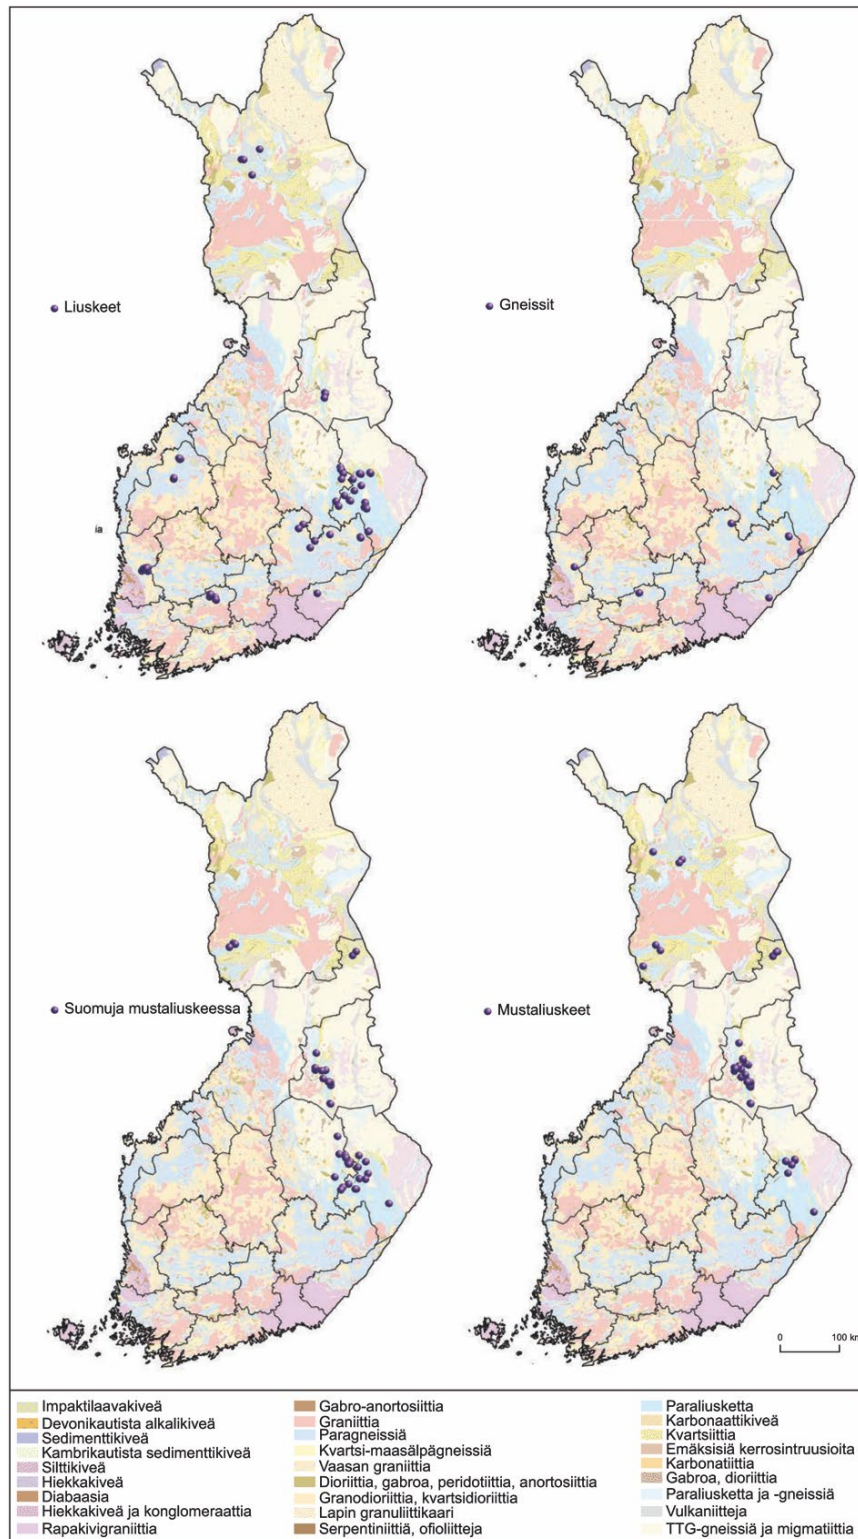 Liuskeet
Gneissit
ia
Suomuja mustaliuskeessa
Mustaliuskeet
0 100 km
Impaktilaavakiveä
Devonikautista alkalikiveä
Sedimenttikiveä
Kambrikautista sedimenttikiveä
Silttikiveä
Hiekkakiveä
Diabaasia
Hiekkakiveä ja konglomeraattia
Rapakivigraniittia
Gabro-anortosiittia
Graniittia
Paragneissiä
Kvartsi-maasälpägneissiä
Vaasan graniittia
Dioriittia, gabroa, peridotiittia, anortosiittia
Granodioriittia, kvartsidioriittia
Lapin granuliittikaari
Serpentiniittiä, ofioliitteja
Paraliusketta
Karbonaattikiveä
Kvartsiittia
Emäksisiä kerrosintruusioita
Karbonatiittia
Gabroa, dioriittia
Paraliusketta ja -gneissiä
Vulkaniitteja
TTG-gneissiä ja migmatiittia